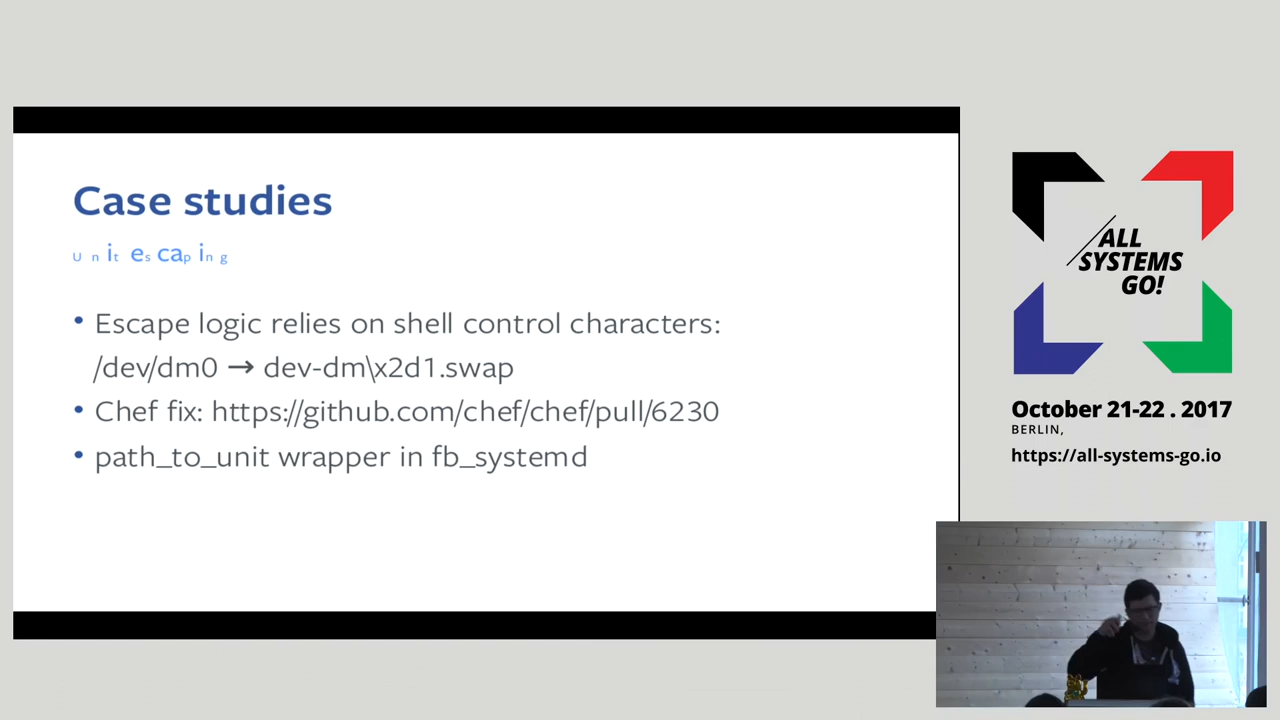 Case studies
Unit escaping
• Escape logic relies on shell control characters:
/dev/dm0 → dev-dm\x2d1.swap
• Chef fix: https://github.com/chef/chef/pull/6230
• path_to_unit wrapper in fb_systemd
ALL
SYSTEMS
GO!
October 21-22 . 2017
BERLIN,
https://all-systems-go.io